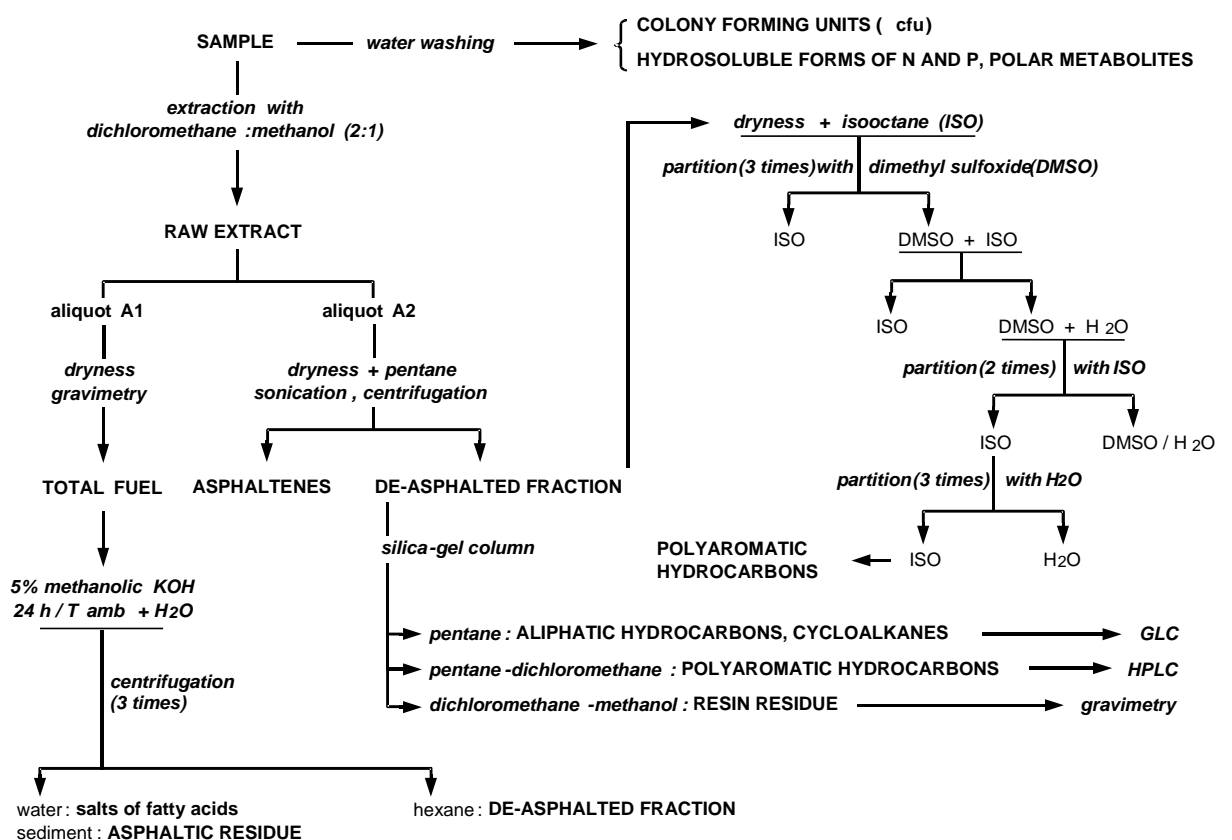 SAMPLE
water washing
COLONY FORMING UNITS ( cfu)
HYDROSOLUBLE FORMS OF N AND P, POLAR METABOLITES
extraction with
dichloromethane :methanol (2:1)
RAW EXTRACT
aliquot A1
aliquot A2
dryness
gravimetry
dryness + pentane
sonication , centrifugation
TOTAL FUEL
ASPHALTENES
DE-ASPHALTED FRACTION
dryness + isooctane (ISO)
partition (3 times) with dimethyl sulfoxide (DMSO)
ISO
DMSO + ISO
ISO
DMSO + H 2O
partition (2 times) with ISO
ISO
DMSO / H 2O
partition (3 times) with H2O
ISO
H2O
POLYAROMATIC
HYDROCARBONS
silica-gel column
5% methanolic KOH
24 h / T amb + H2O
pentane : ALIPHATIC HYDROCARBONS, CYCLOALKANES
GLC
pentane -dichloromethane : POLYAROMATIC HYDROCARBONS
HPLC
dichloromethane -methanol : RESIN RESIDUE
gravimetry
centrifugation
(3 times)
water : salts of fatty acids
sediment : ASPHALTIC RESIDUE
hexane : DE-ASPHALTED FRACTION